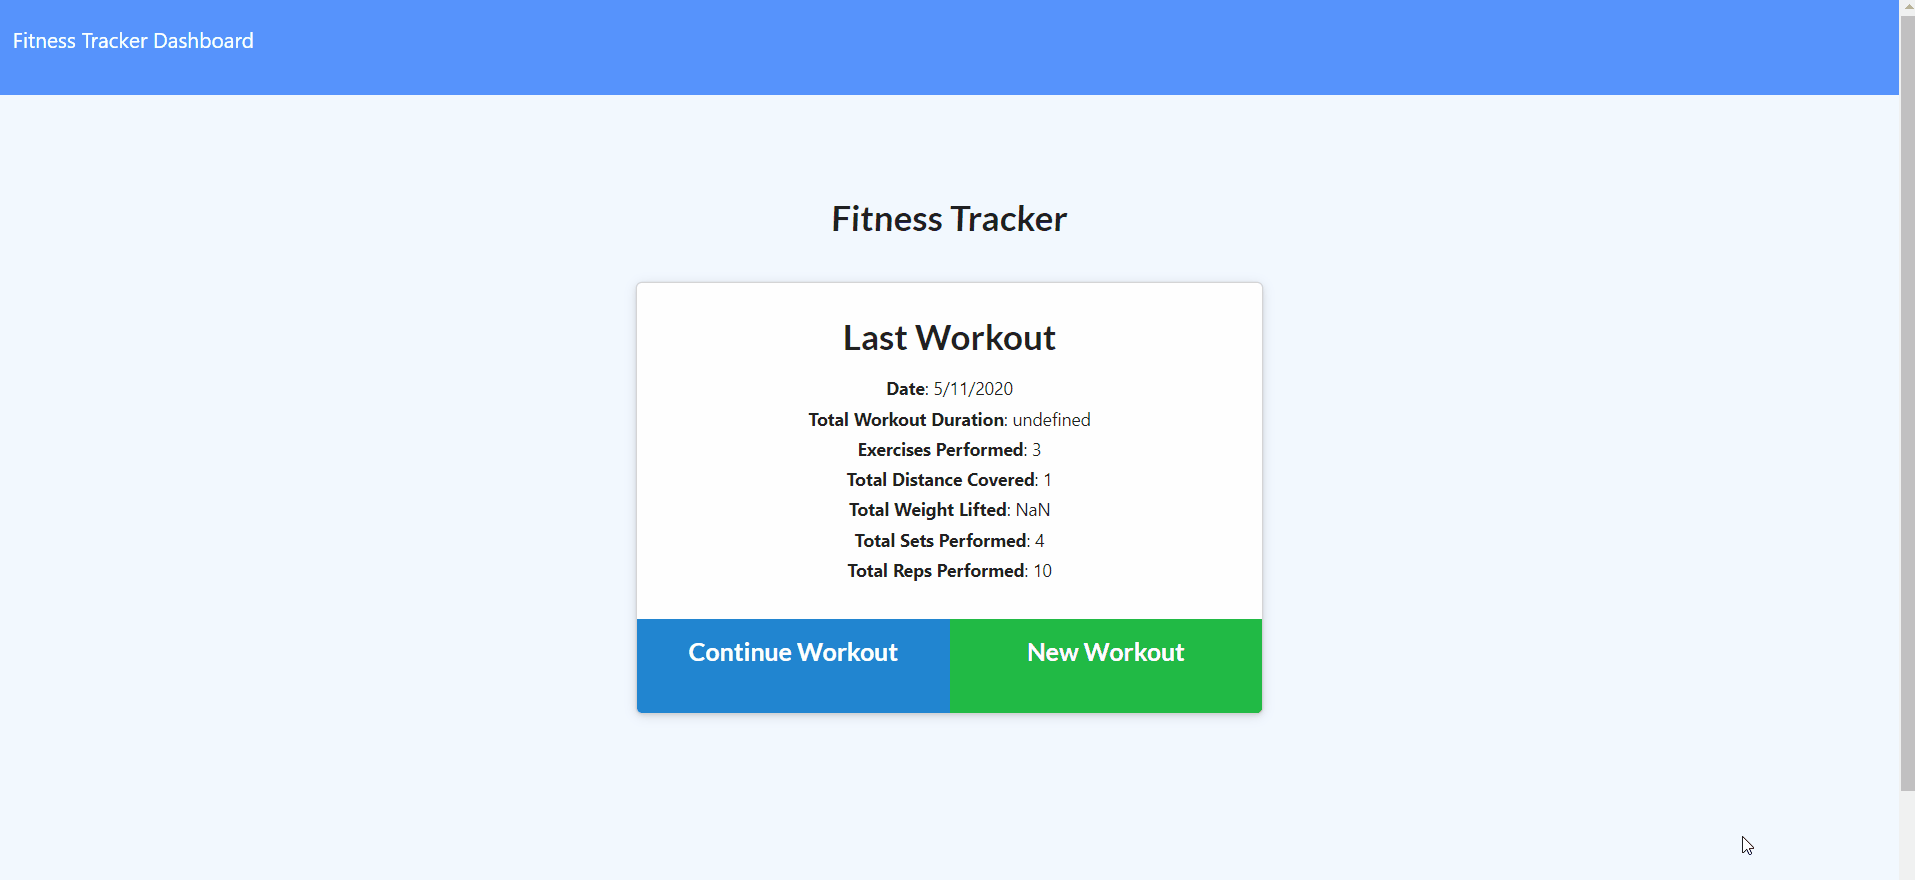 Fitness Tracker Dashboard
Fitness Tracker
Last Workout
Date: 5/11/2020
Total Workout Duration: undefined
Exercises Performed: 3
Total Distance Covered: 1
Total Weight Lifted: NaN
Total Sets Performed: 4
Total Reps Performed: 10
Continue Workout New Workout